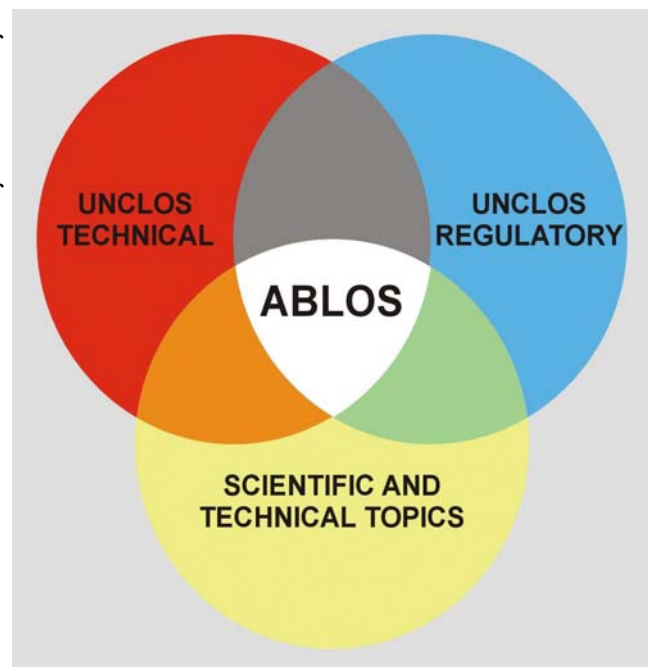 UNCLOS
TECHNICAL
UNCLOS
REGULATORY
ABLOS
SCIENTIFIC AND
TECHNICAL TOPICS